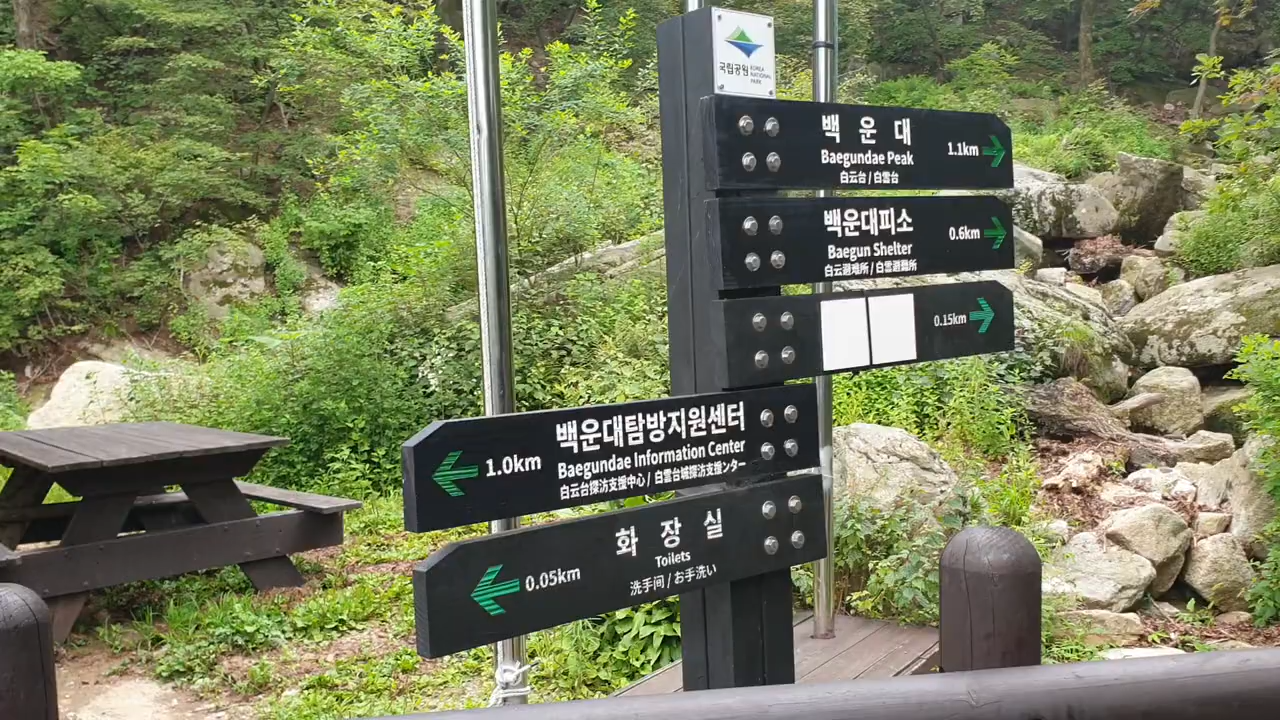 국립공원
KOREA
NATIONAL
PARK
백운대
Baegundae Peak
白云台 / 白雲台
1.1km
백운대피소
Baegun Shelter
白云避难所 / 白雲避難所
0.6km
0.15km
백운대탐방지원센터
Baegundae Information Center
白云台探访支援中心 / 白雲台城探訪支援ンター
1.0km
화장실
Toilets
洗手间 / お手洗い
0.05km